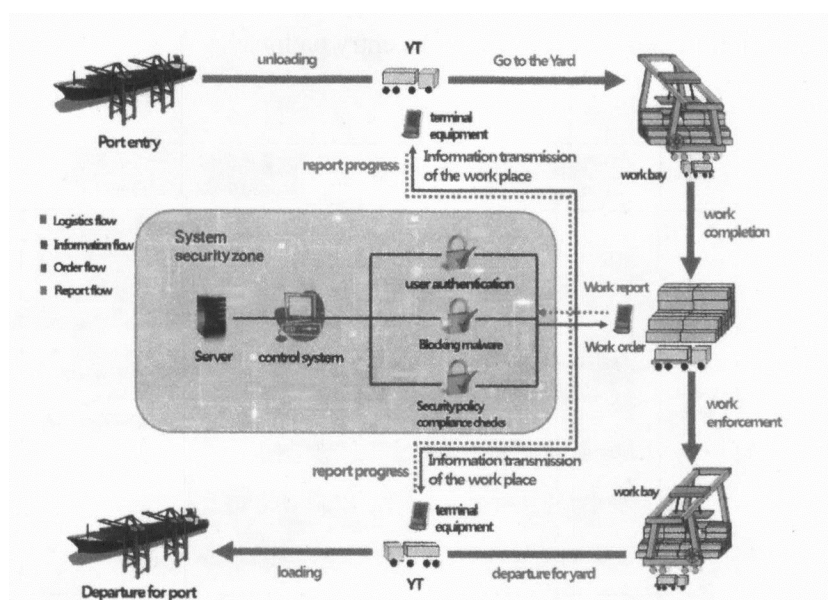 YT
unloading
Go to the Yard
Port entry
terminal
equipment
work bay
report progress
Information transmission
of the work place
work
completion
Logistics flow
Information flow
Order flow
Report flow
System
security zone
user authentication
Work report
Server
control system
Blocking malware
Work order
Security policy
compliance checks
work
enforcement
report progress
Information transmission
of the work place
work bay
terminal
equipment
Departure for port
loading
YT
departure for yard